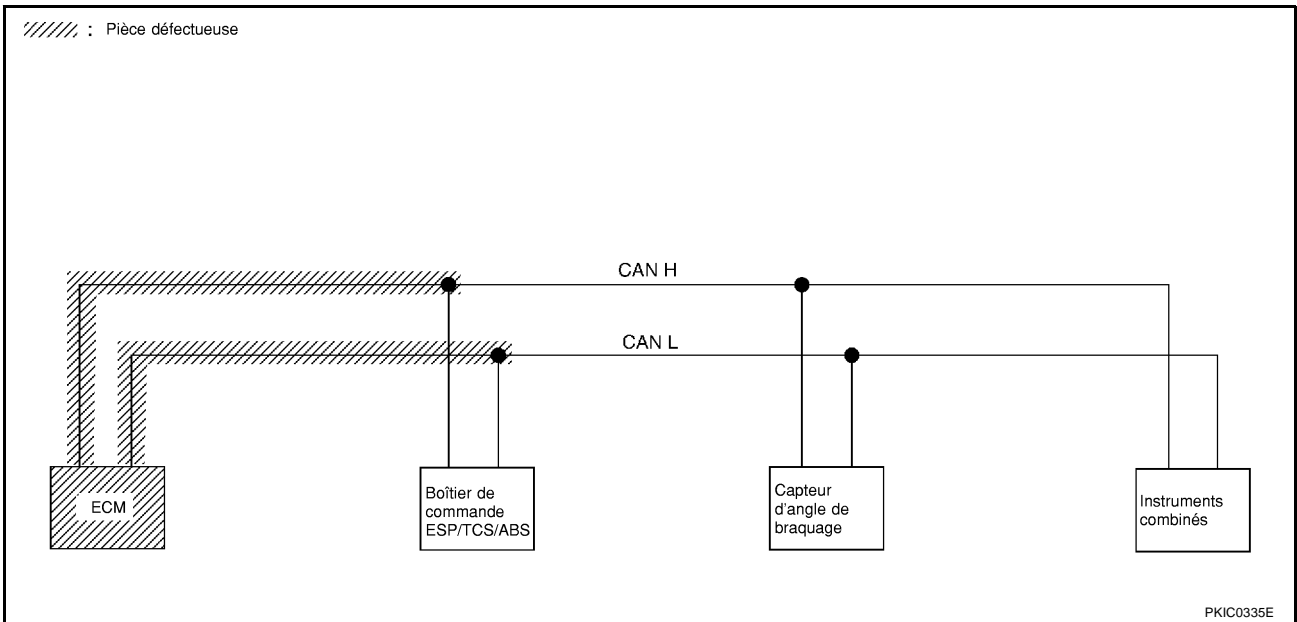 : Pièce défectueuse
CAN H
CAN L
ECM
Boîtier de
commande
ESP/TCS/ABS
Capteur
d'angle de
braquage
Instruments
combinés
PKIC0335E